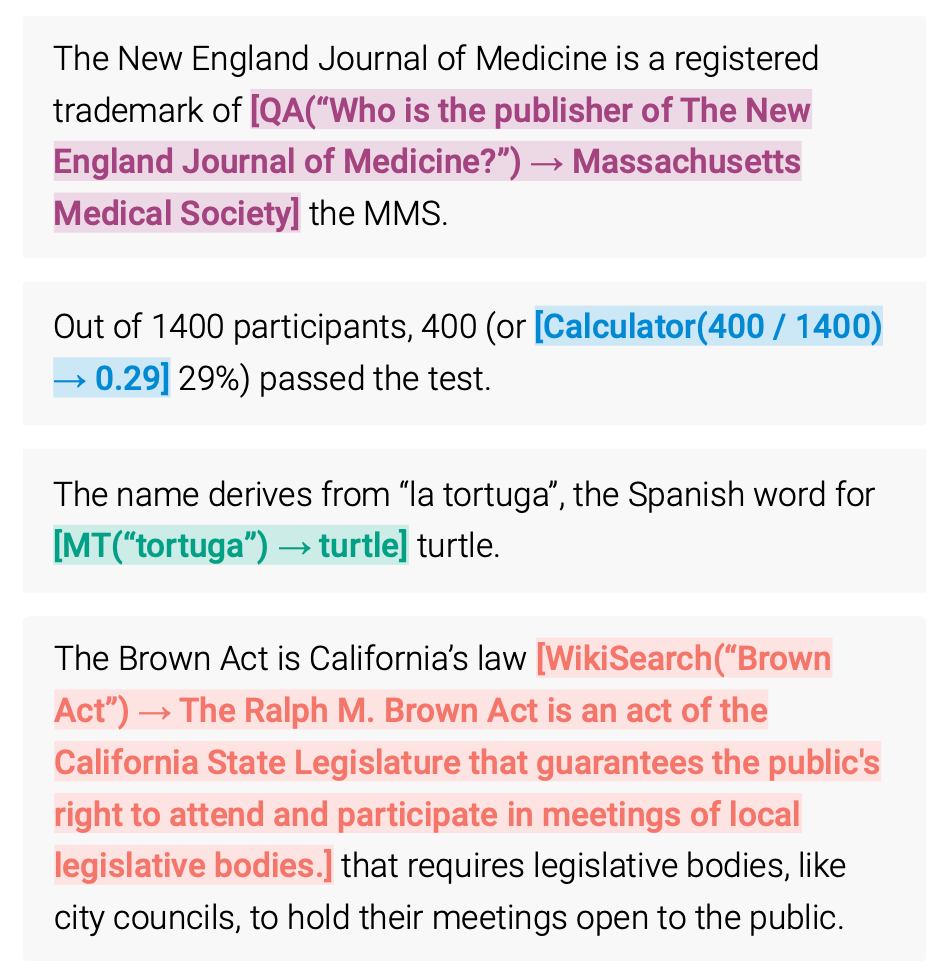 The New England Journal of Medicine is a registered
trademark of [QA(“Who is the publisher of The New
England Journal of Medicine?”) → Massachusetts
Medical Society] the MMS.
Out of 1400 participants, 400 (or [Calculator(400 / 1400)
→ 0.29] 29%) passed the test.
The name derives from “la tortuga”, the Spanish word for
[MT(“tortuga”) → turtle] turtle.
The Brown Act is California’s law [WikiSearch(“Brown
Act”) → The Ralph M. Brown Act is an act of the
California State Legislature that guarantees the public's
right to attend and participate in meetings of local
legislative bodies.] that requires legislative bodies, like
city councils, to hold their meetings open to the public.